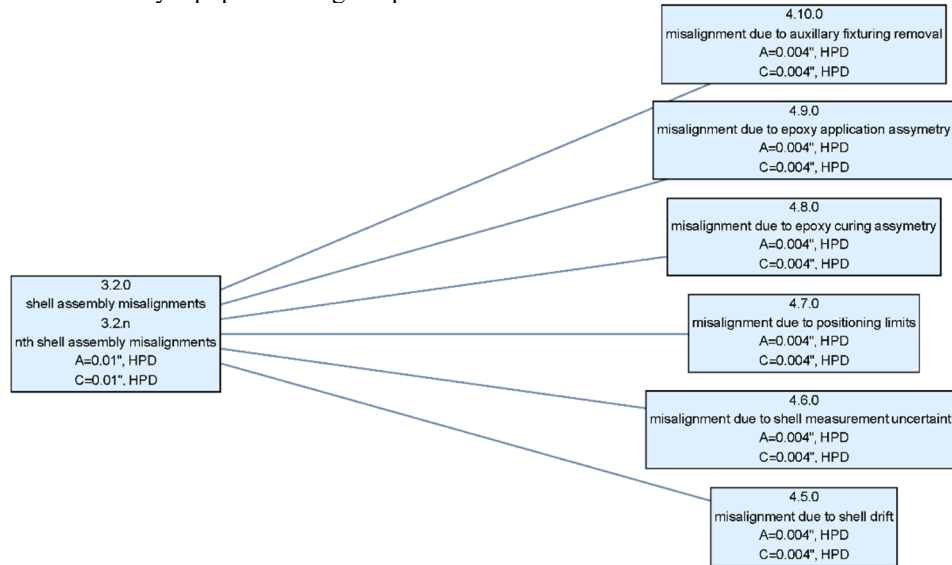 3.2.0
shell assembly misalignments
3.2.n
nth shell assembly misalignments
A=0.01", HPD
C=0.01", HPD
4.10.0
misalignment due to auxillary fixturing removal
A=0.004", HPD
C=0.004", HPD
4.9.0
misalignment due to epoxy application assymetry
A=0.004", HPD
C=0.004", HPD
4.8.0
misalignment due to epoxy curing assymetry
A=0.004", HPD
C=0.004", HPD
4.7.0
misalignment due to positioning limits
A=0.004", HPD
C=0.004", HPD
4.6.0
misalignment due to shell measurement uncertaint
A=0.004", HPD
C=0.004", HPD
4.5.0
misalignment due to shell drift
A=0.004", HPD
C=0.004", HPD